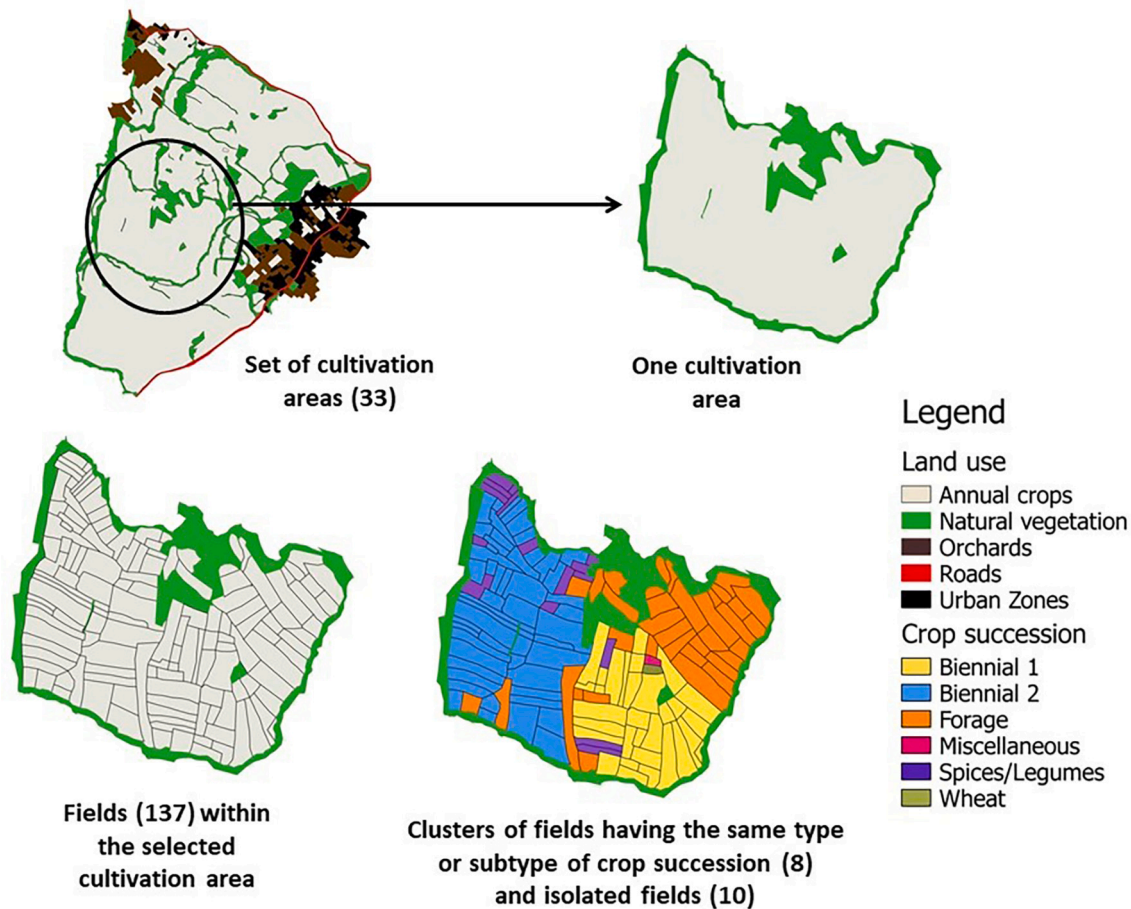 Set of cultivation
areas (33)
One cultivation
area
Legend
Land use
Annual crops
Natural vegetation
Orchards
Roads
Urban Zones
Crop succession
Biennial 1
Biennial 2
Forage
Miscellaneous
Spices/Legumes
Wheat
Fields (137) within
the selected
cultivation area
Clusters of fields having the same type
or subtype of crop succession (8)
and isolated fields (10)